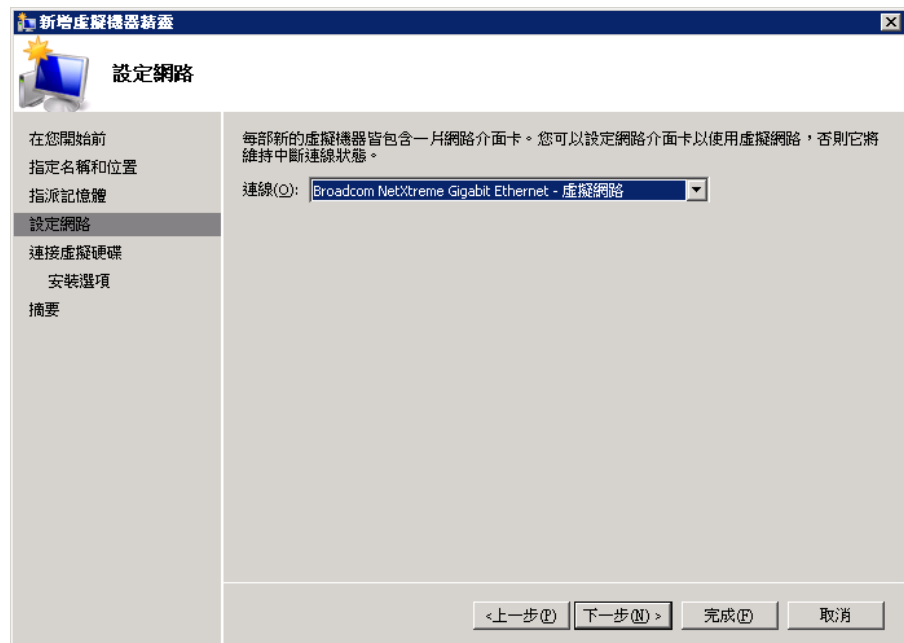 新增虛擬機器精靈
設定網路
在您開始前
指定名稱和位置
指派記憶體
設定網路
連接虛擬硬碟
安裝選項
摘要
每部新的虛擬機器皆包含一片網路介面卡。您可以設定網路介面卡以使用虛擬網路，否則它將
維持中斷連線狀態。
連線(O): Broadcom NetXtreme Gigabit Ethernet - 虛擬網路
<上一步(P) 下一步(N) > 完成(F) 取消